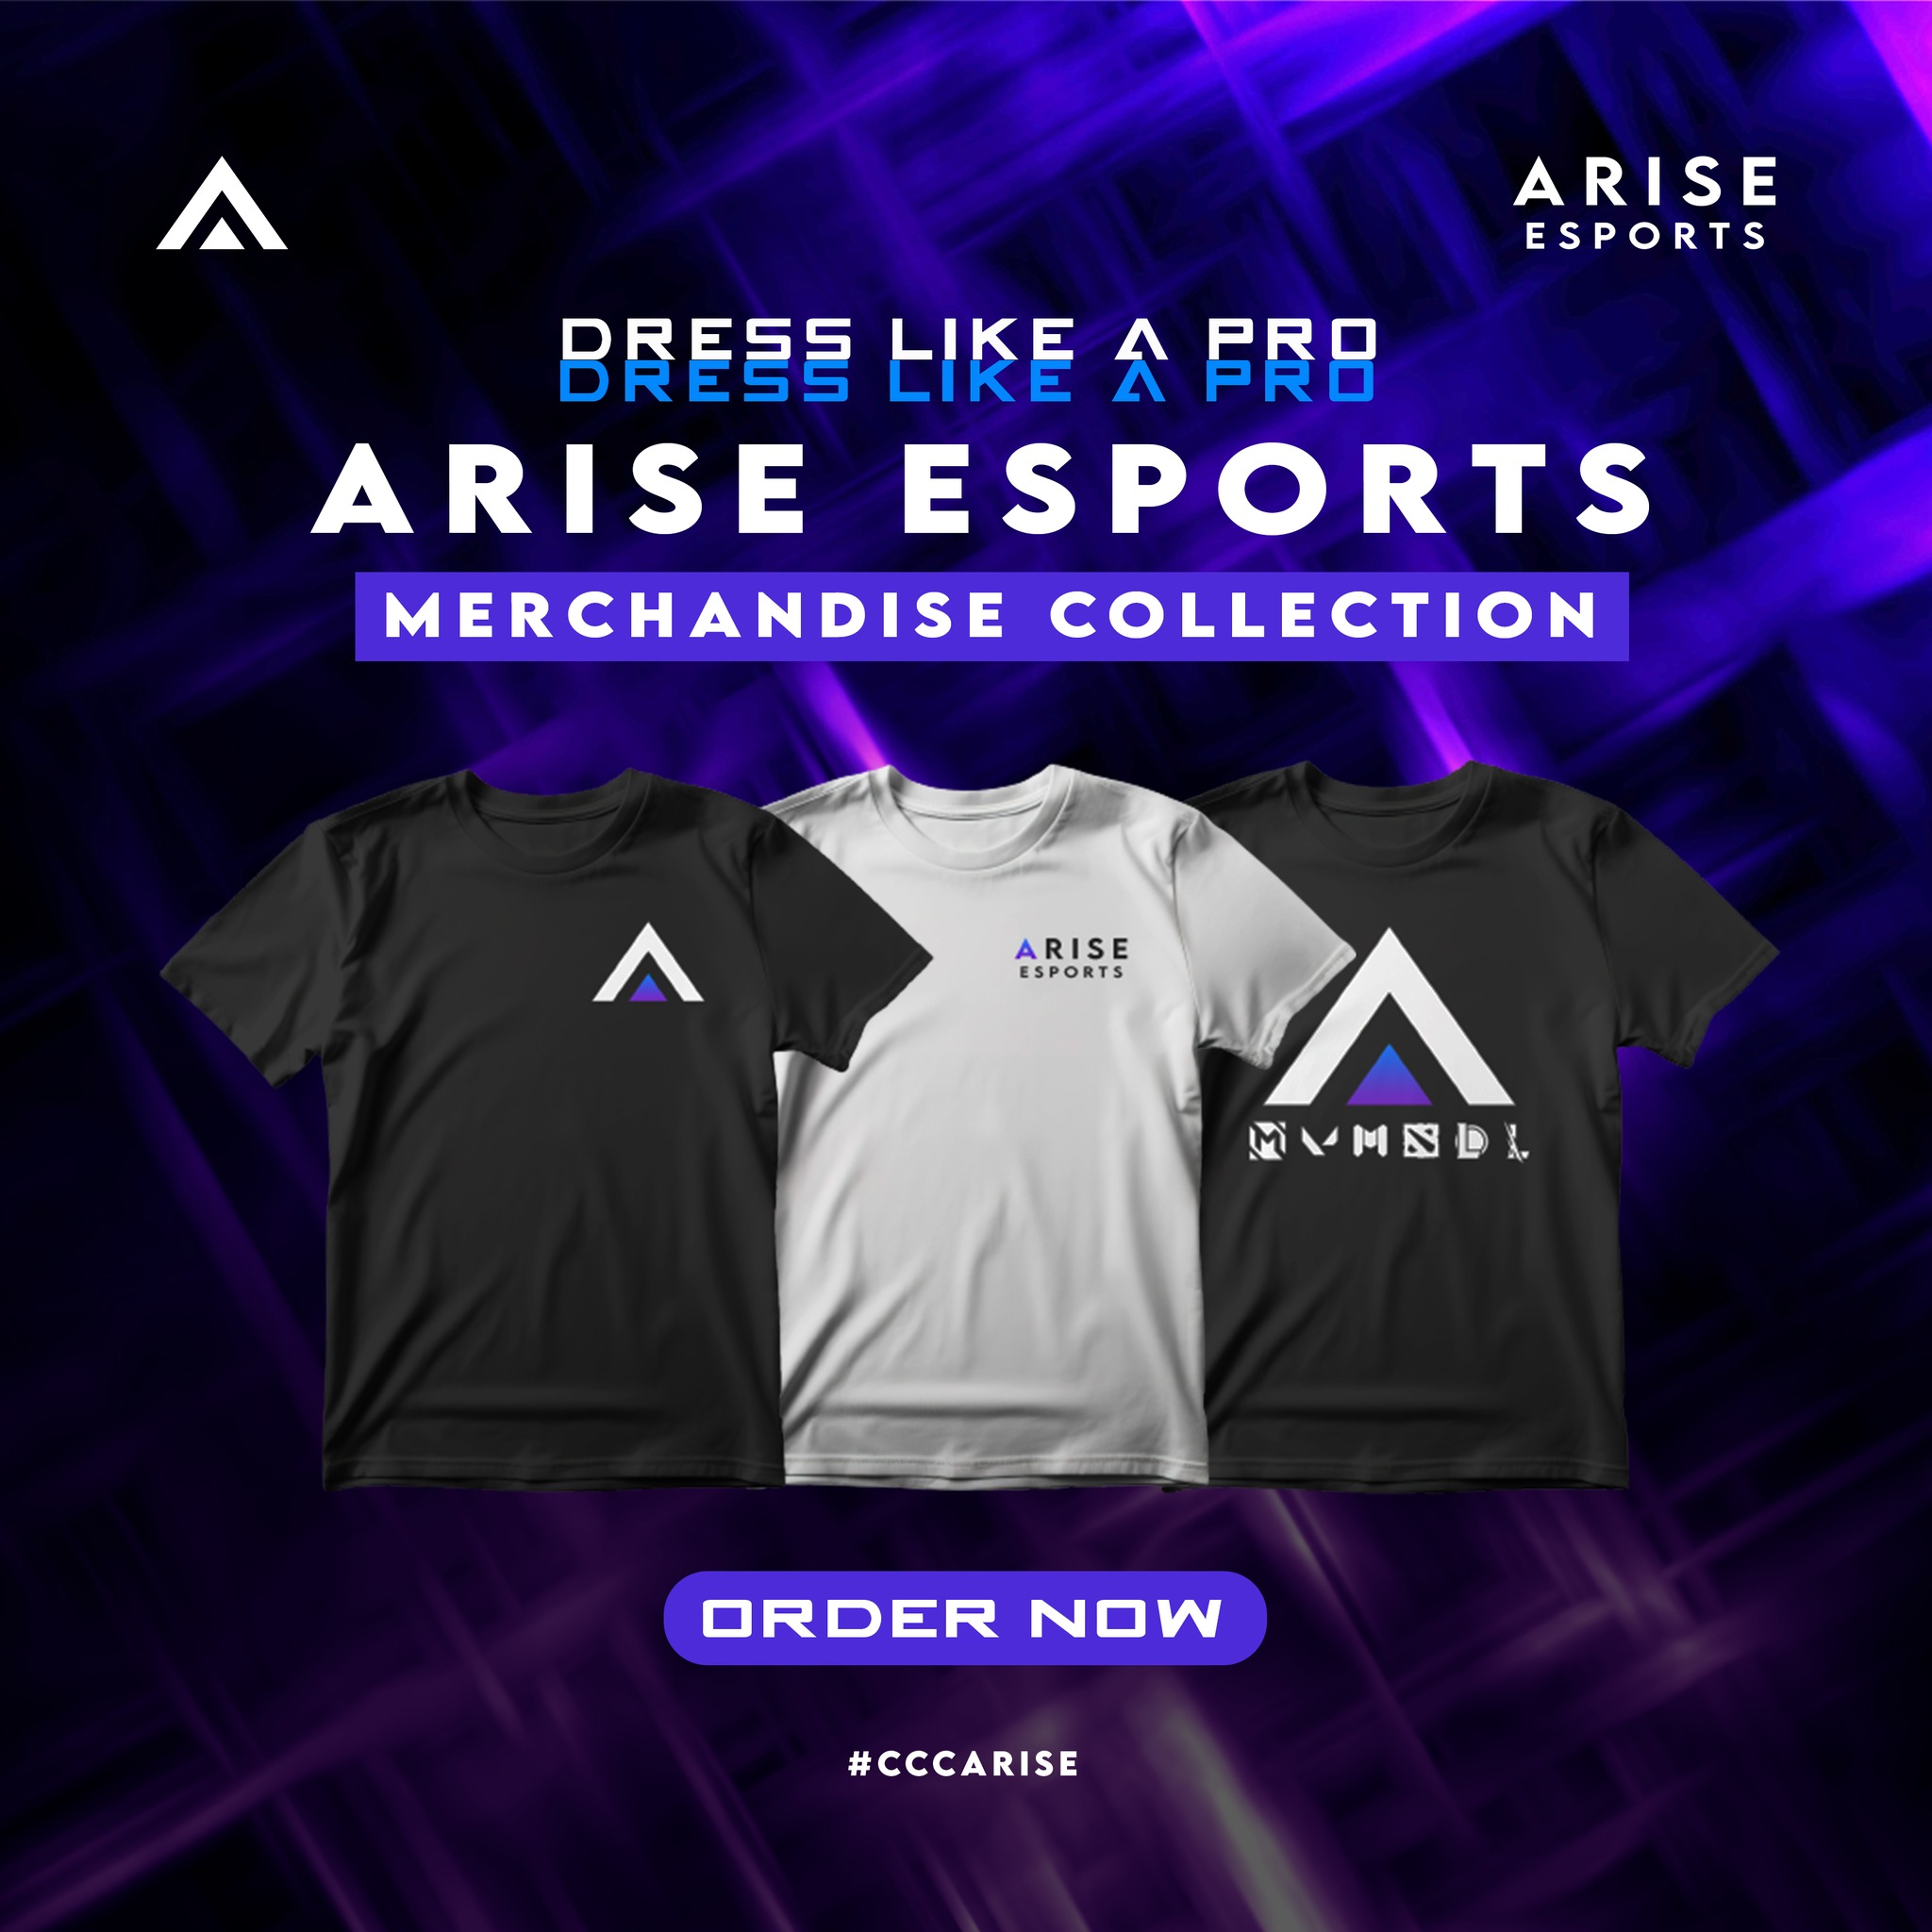 ARISE
ESPORTS
DRESS LIKE A PRO
DRESS LIKE A PRO
ARISE ESPORTS
MERCHANDISE COLLECTION
ARISE
ESPORTS
ORDER NOW
#CCCARISE